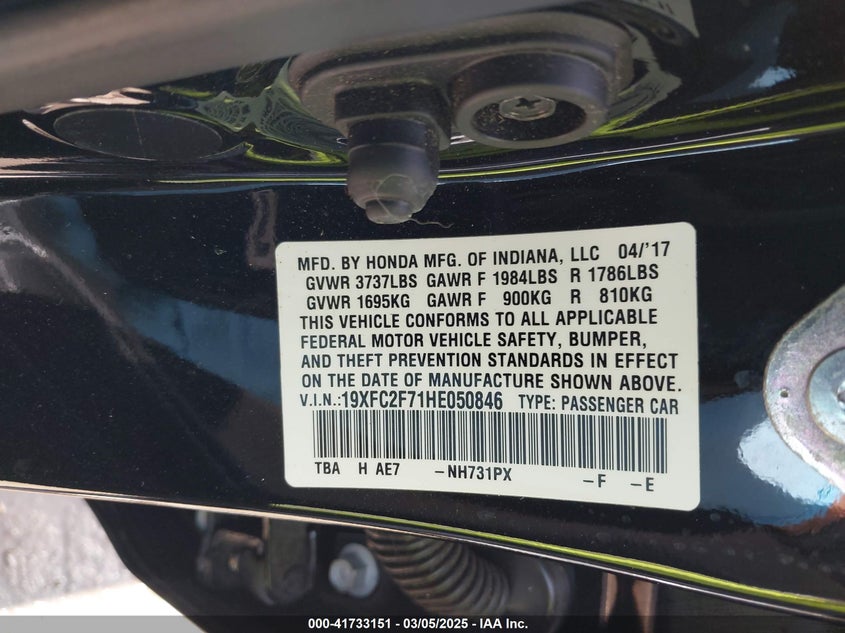 MFD. BY HONDA MFG. OF INDIANA, LLC 04/'17
GVWR 3737LBS GAWR F 1984LBS R 1786LBS
GVWR 1695KG GAWR F 900KG R 810KG
THIS VEHICLE CONFORMS TO ALL APPLICABLE
FEDERAL MOTOR VEHICLE SAFETY, BUMPER,
AND THEFT PREVENTION STANDARDS IN EFFECT
ON THE DATE OF MANUFACTURE SHOWN ABOVE.
V.I.N.:19XFC2F71HE050846 TYPE: PASSENGER CAR
TBA H AE7 -NH731PX -F -E
000-41733151 — 03/05/2025 — IAA Inc.